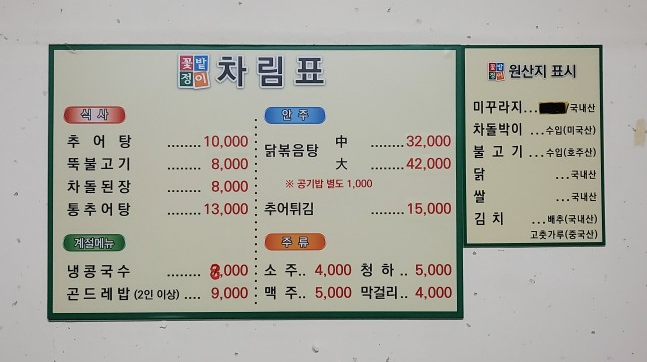 꽃밭정이 차림표
식사
추어탕 ........10,000
뚝불고기 ........8,000
차돌된장 ........8,000
통추어탕 ........13,000
계절메뉴
냉콩국수 ........8,000
곤드레밥 (2인 이상) .... 9,000
안주
닭볶음탕 中 ........32,000
大 ........42,000
※ 공기밥 별도 1,000
추어튀김 ........15,000
주류
소주.. 4,000 청하.. 5,000
맥주.. 5,000 막걸리.. 4,000
꽃밭정이 원산지 표시
미꾸라지... 국내산
차돌박이 ...수입(미국산)
불고기 ...수입(호주산)
닭 ...국내산
쌀 ...국내산
김치 ...배추(국내산)
고춧가루(중국산)